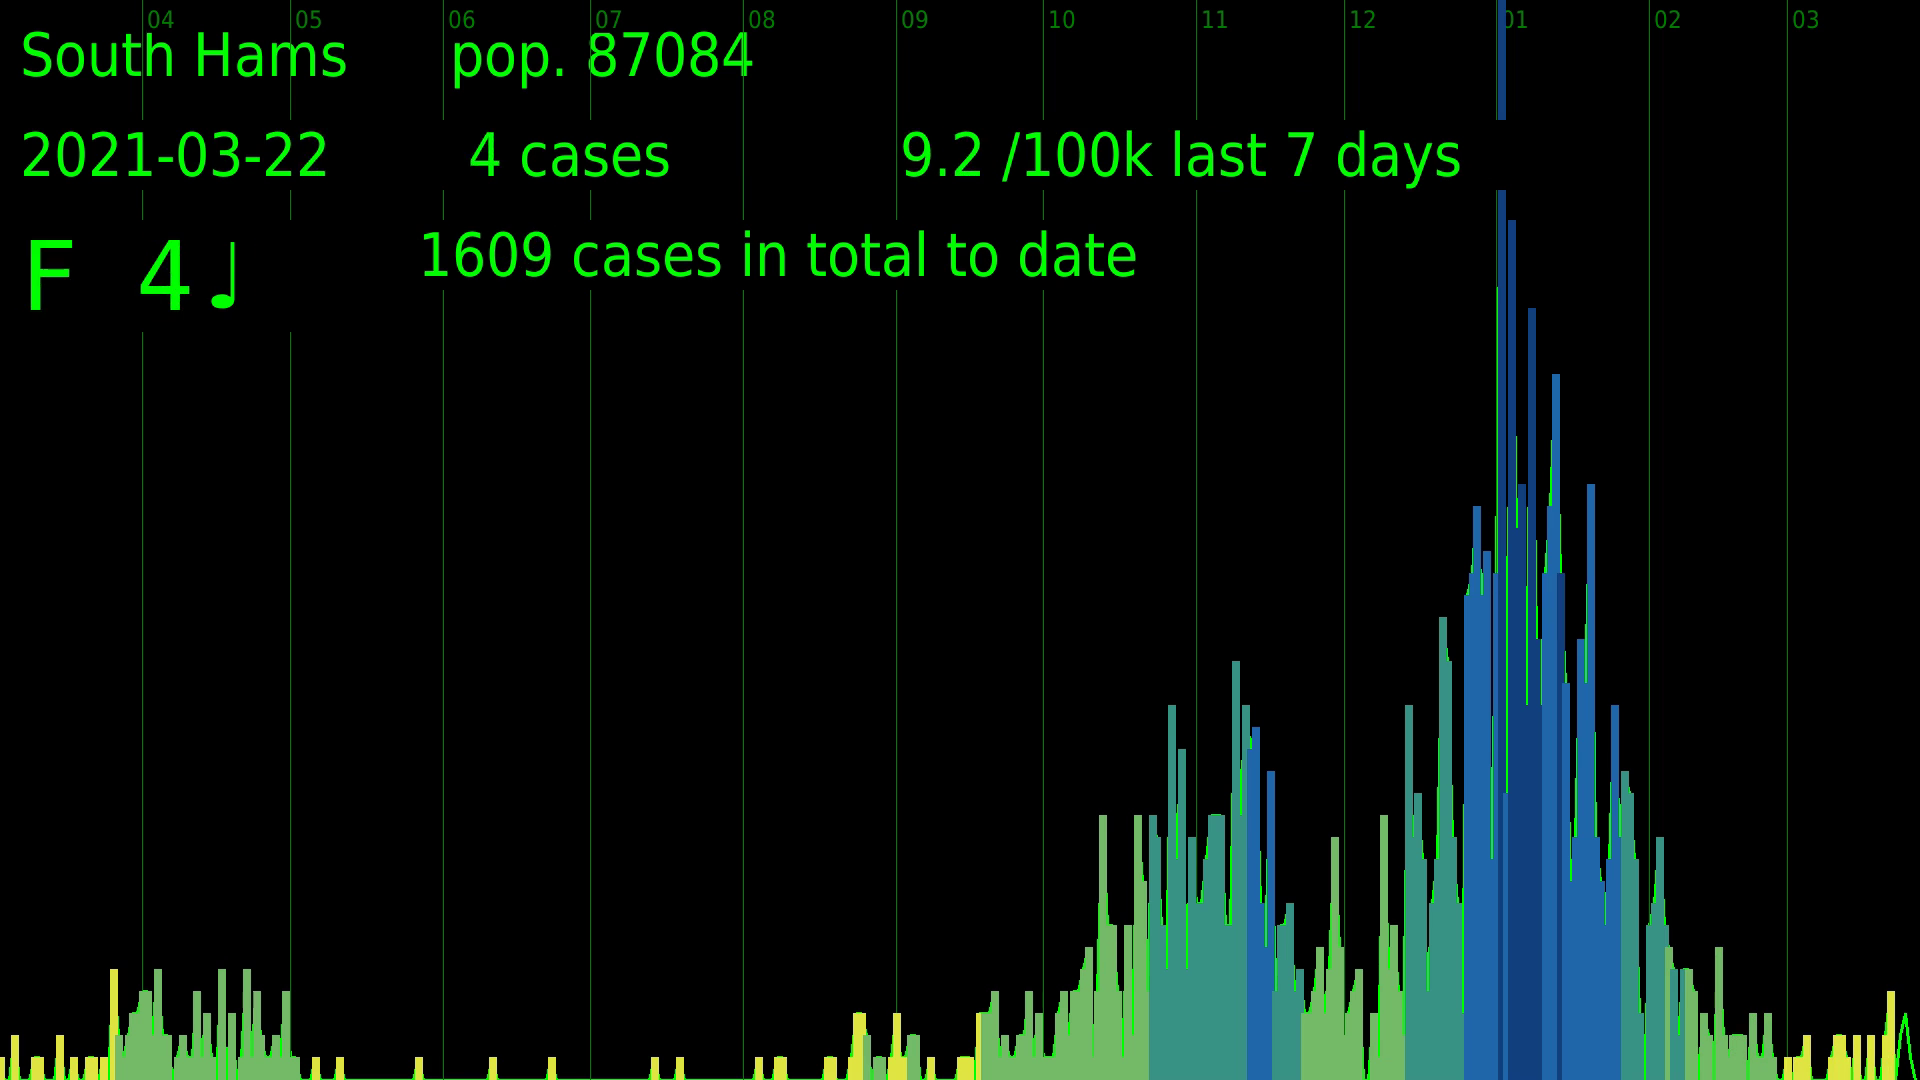 04 05 06 07 08 09 10 11 12 01 02 03
South Hams pop. 87084
2021-03-22 4 cases 9.2 /100k last 7 days
F 4♩ 1609 cases in total to date